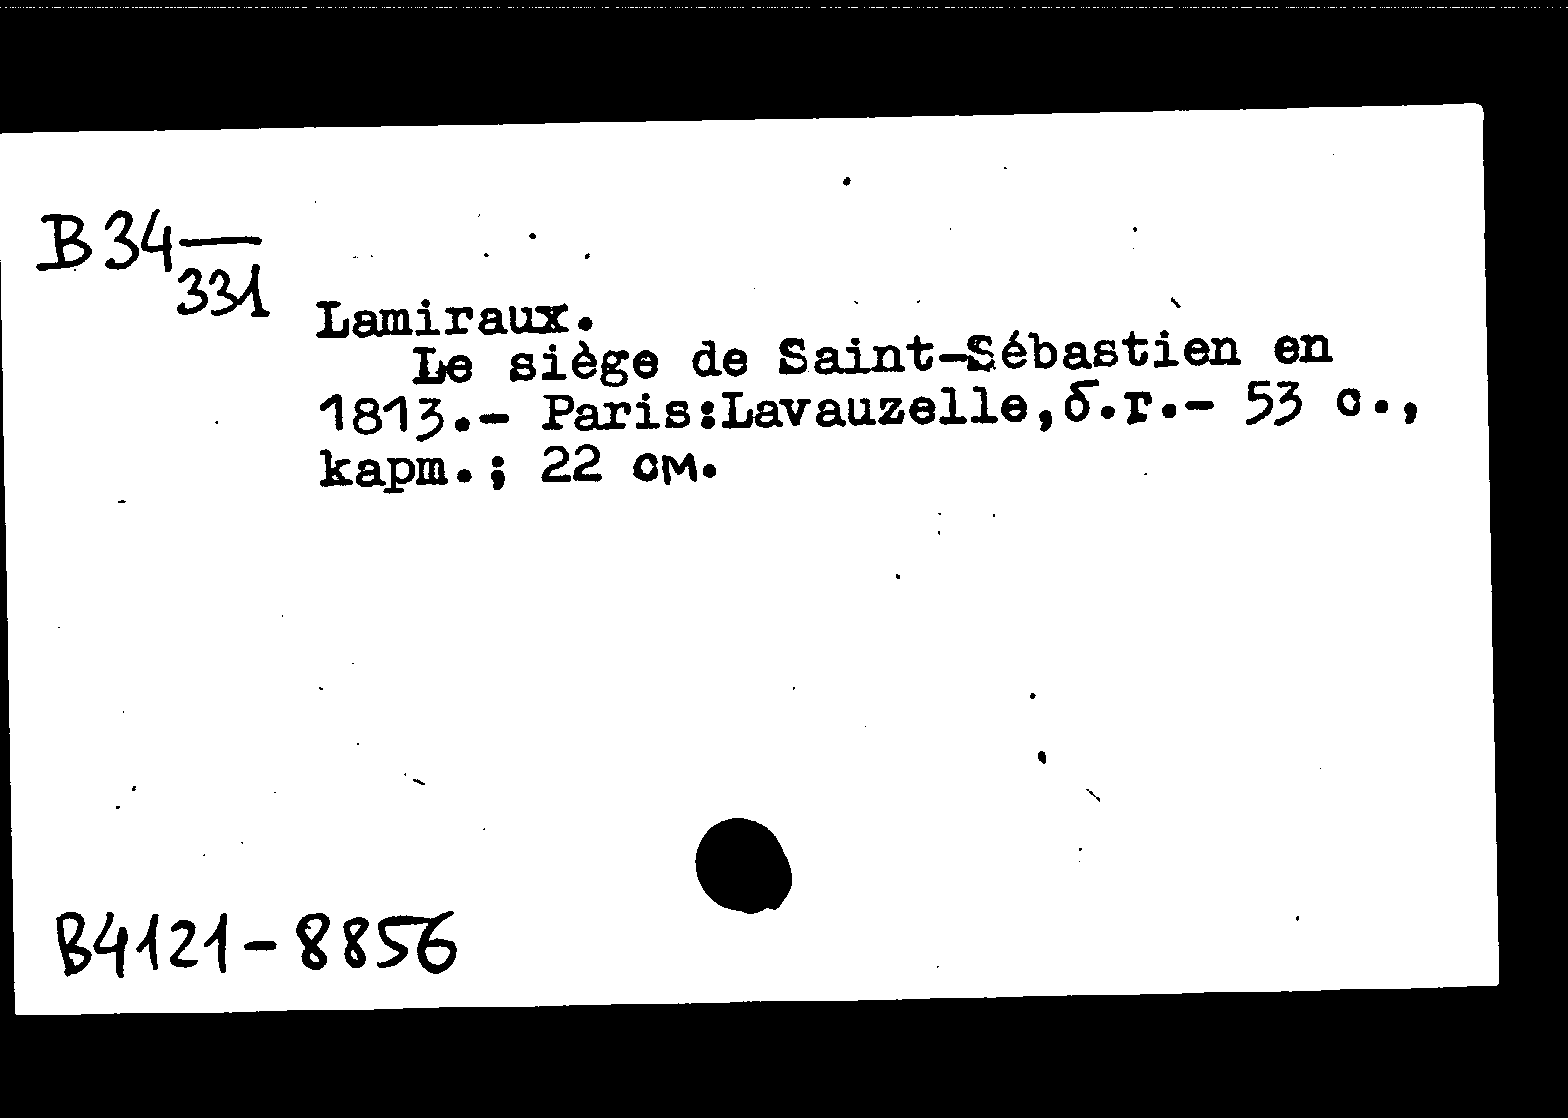 B34—
331
Lamiraux.
Le siège de Saint-Sébastien en
1813.- Paris:Lavauzelle,б.г.- 53 с.,
карт.; 22 см.
B4121-8856